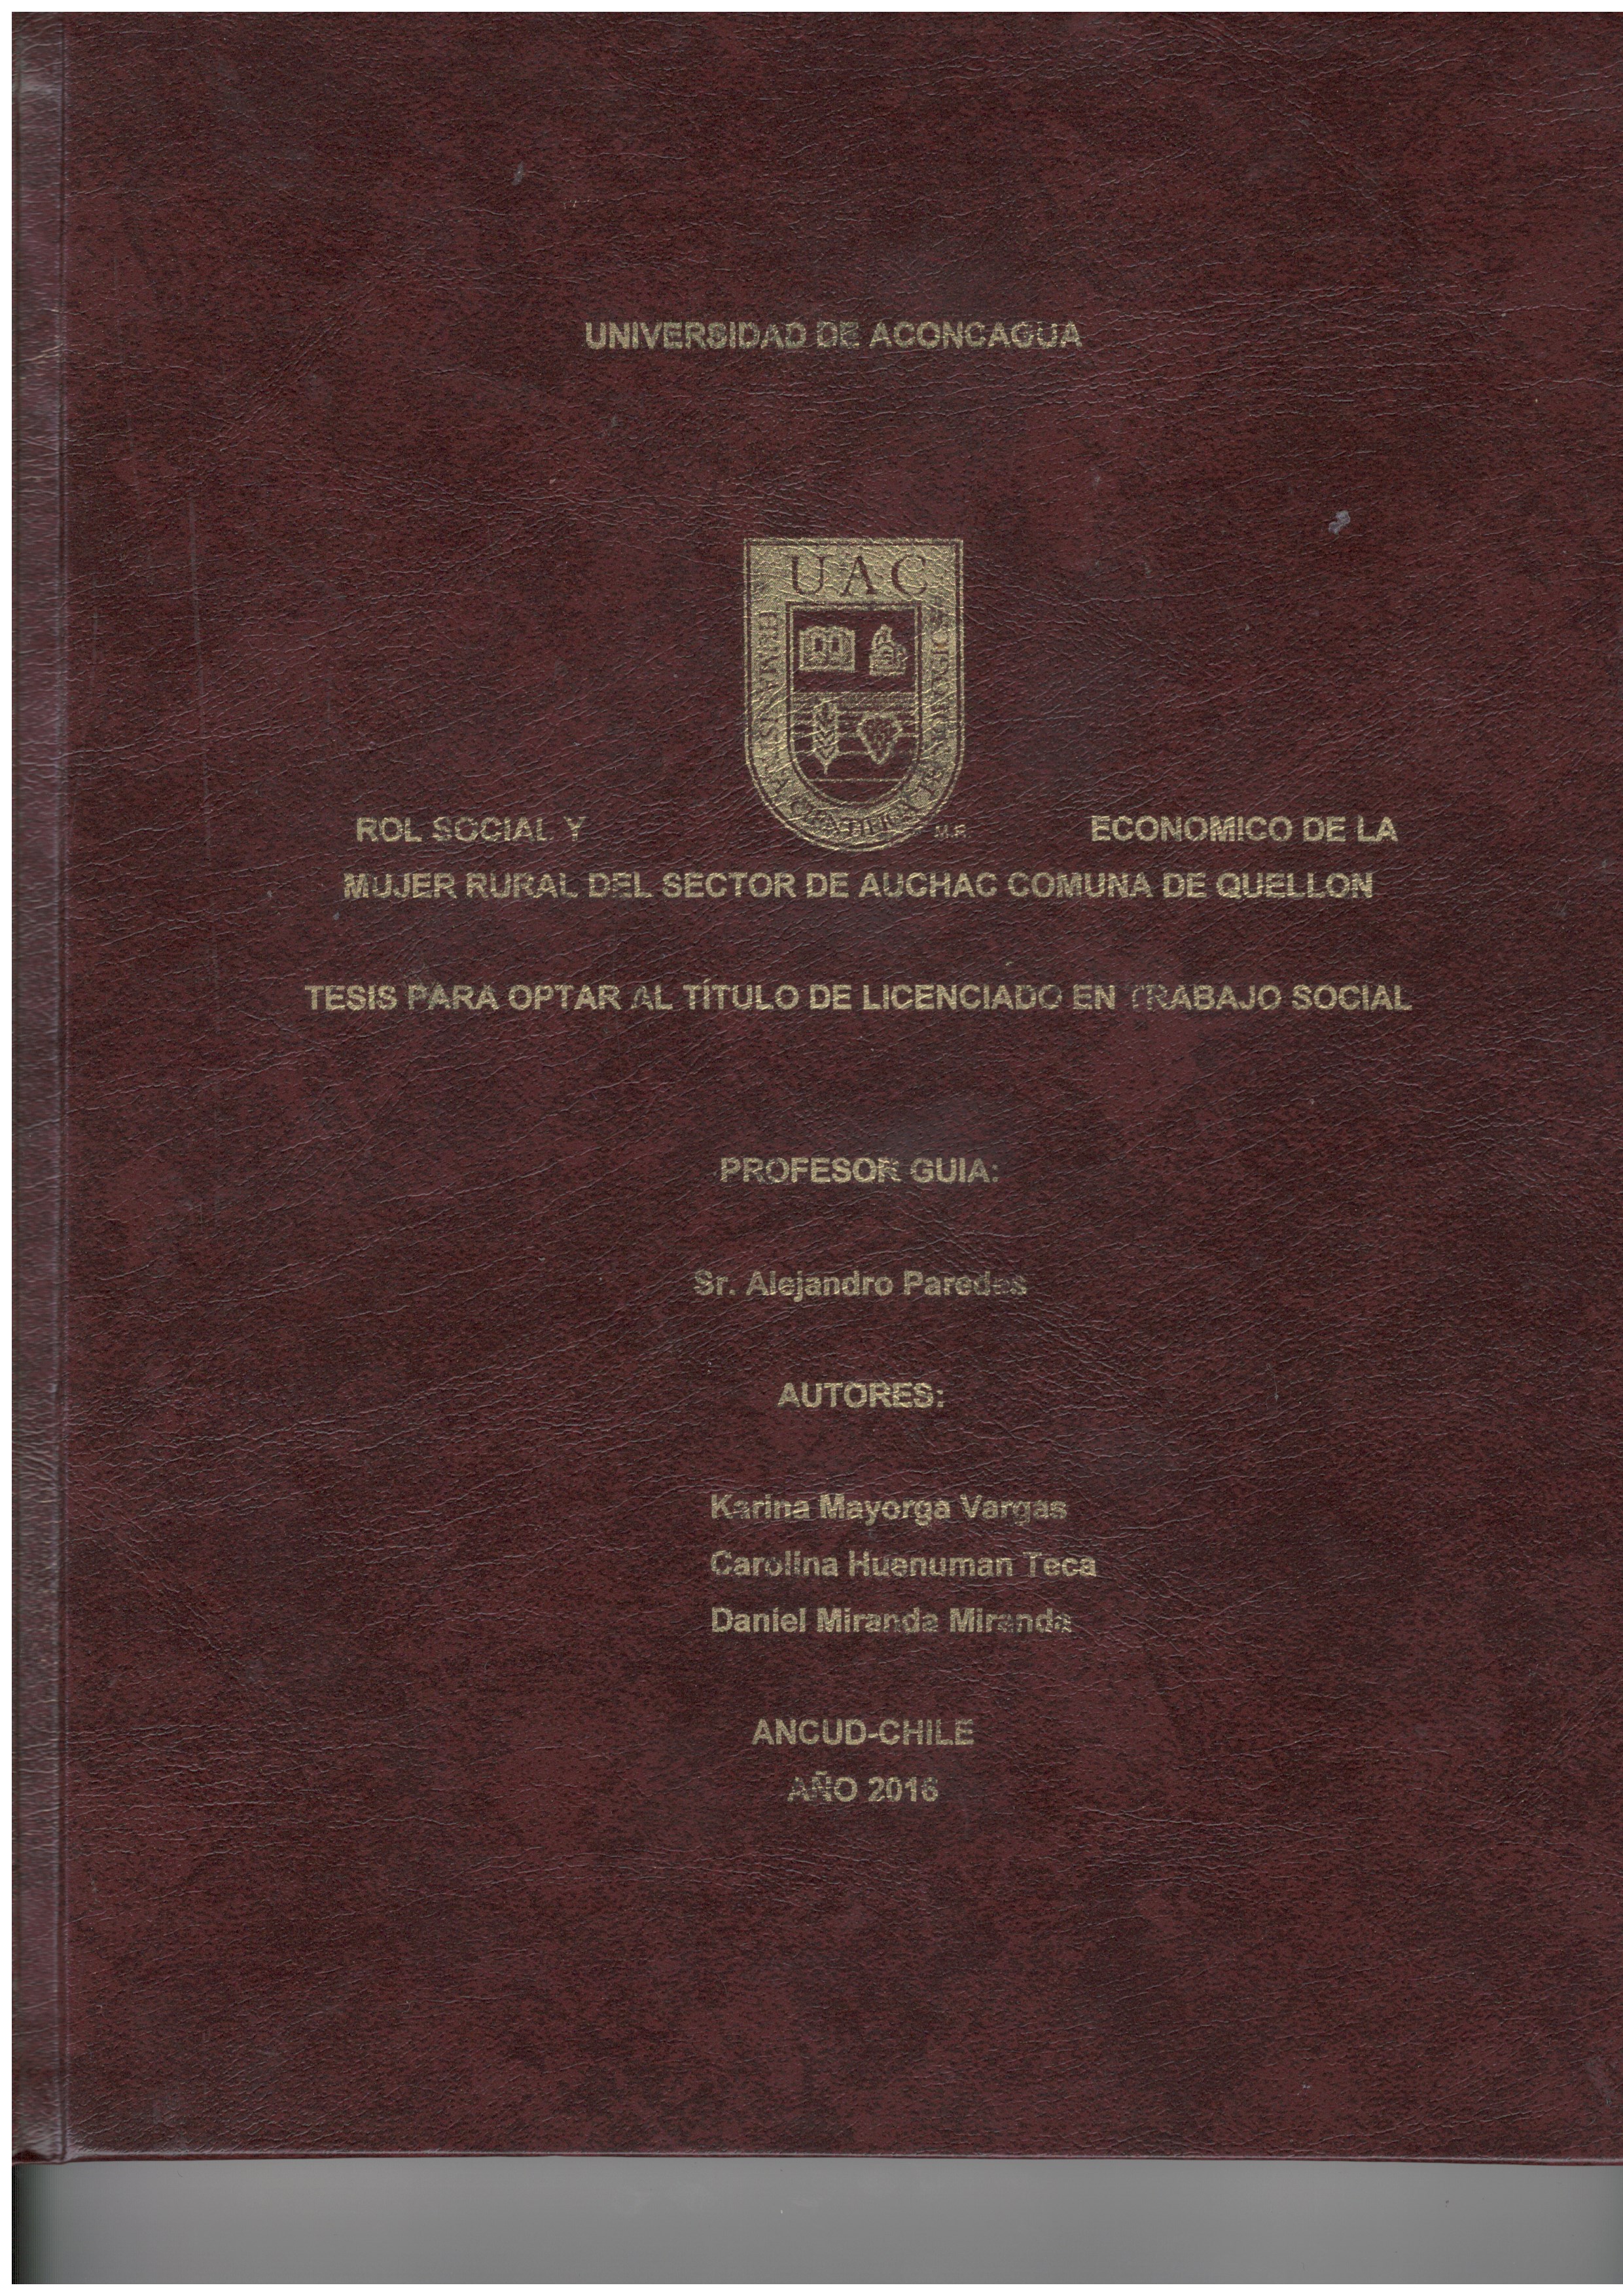 UNIVERSIDAD DE ACONCAGUA
UAC
M.R.
ROL SOCIAL Y ECONOMICO DE LA
MUJER RURAL DEL SECTOR DE AUCHAC COMUNA DE QUELLON
TESIS PARA OPTAR AL TÍTULO DE LICENCIADO EN TRABAJO SOCIAL
PROFESOR GUIA:
Sr. Alejandro Paredes
AUTORES:
Karina Mayorga Vargas
Carolina Huenuman Teca
Daniel Miranda Miranda
ANCUD-CHILE
AÑO 2016